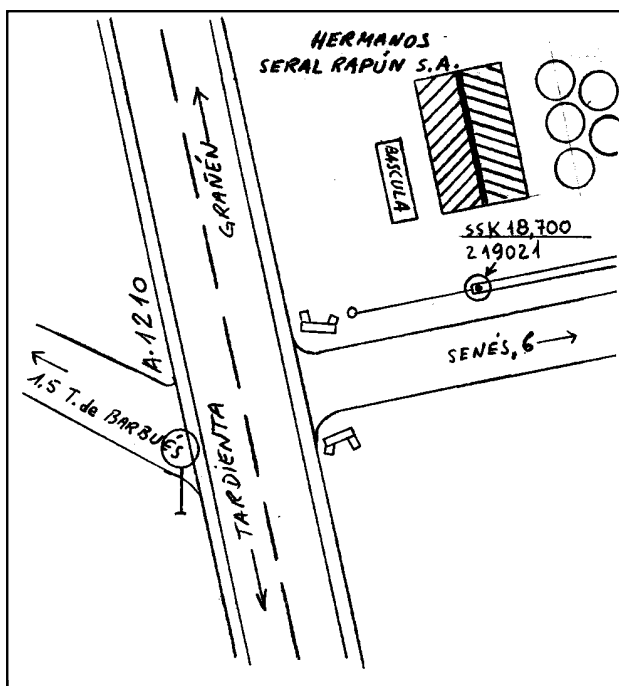 HERMANOS
SERAL RAPÚN S.A.
BASCULA
SSK 18,700
219021
GRAÑÉN
A.1210
SENÉS, 6
1.5 T. de BARBUÉS
TARDIENTA